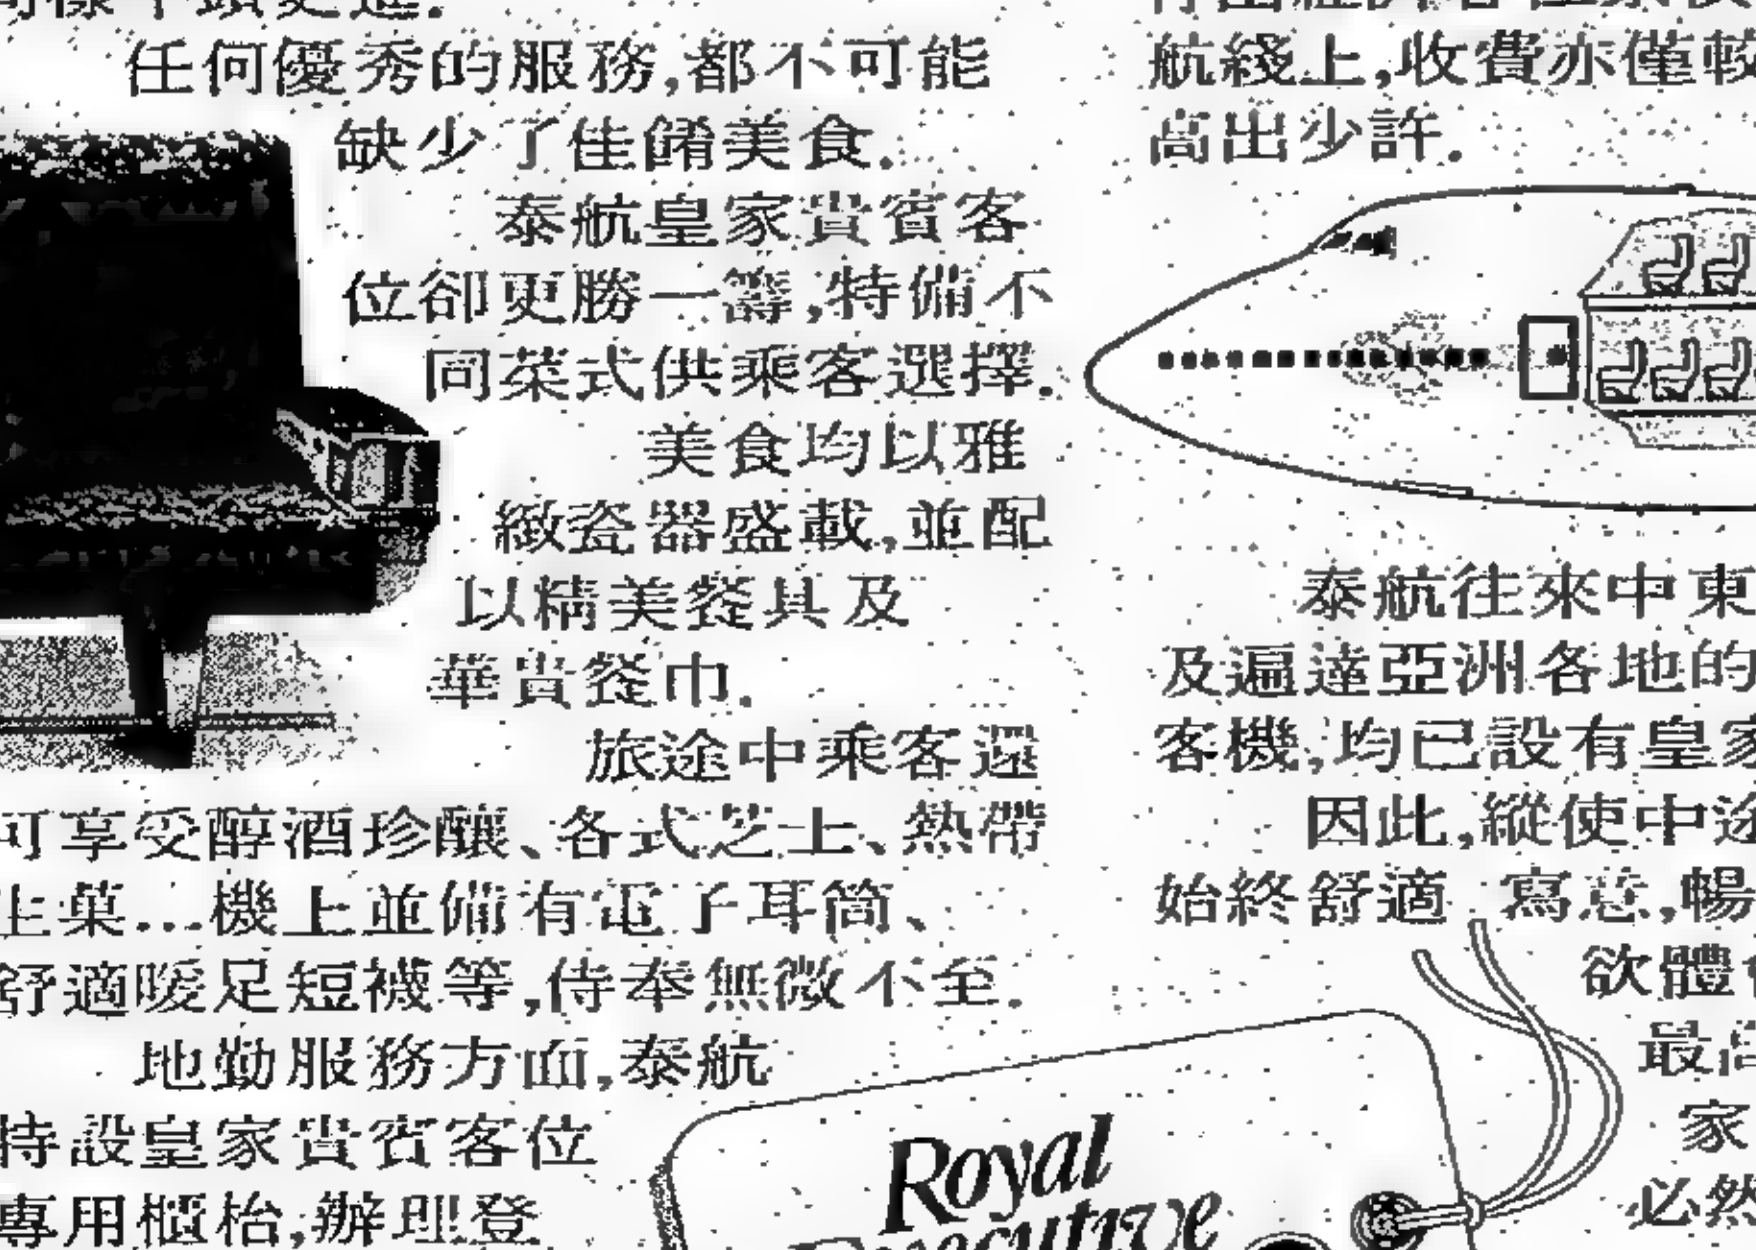 任何優秀的服務,都不可能
缺少了佳餚美食.
泰航皇家貴賓客
位卻更勝一籌,特備不
同菜式供乘客選擇.
美食均以雅
緻瓷器盛載,並配
以精美餐具及
華貴餐巾.
旅途中乘客還
可享受醇酒珍釀、各式芝士、熱帶
生菓...機上並備有電子耳筒、
舒適暖足短襪等,侍奉無微不至.
地勤服務方面,泰航
特設皇家貴賓客位
專用櫃枱,辦理登
航綫上,收費亦僅較
高出少許.
泰航往來中東
及遍達亞洲各地的
客機,均已設有皇家
因此,縱使中途
始終舒適 寫意,暢
欲體會
最高
家
必然
Royal
Executive